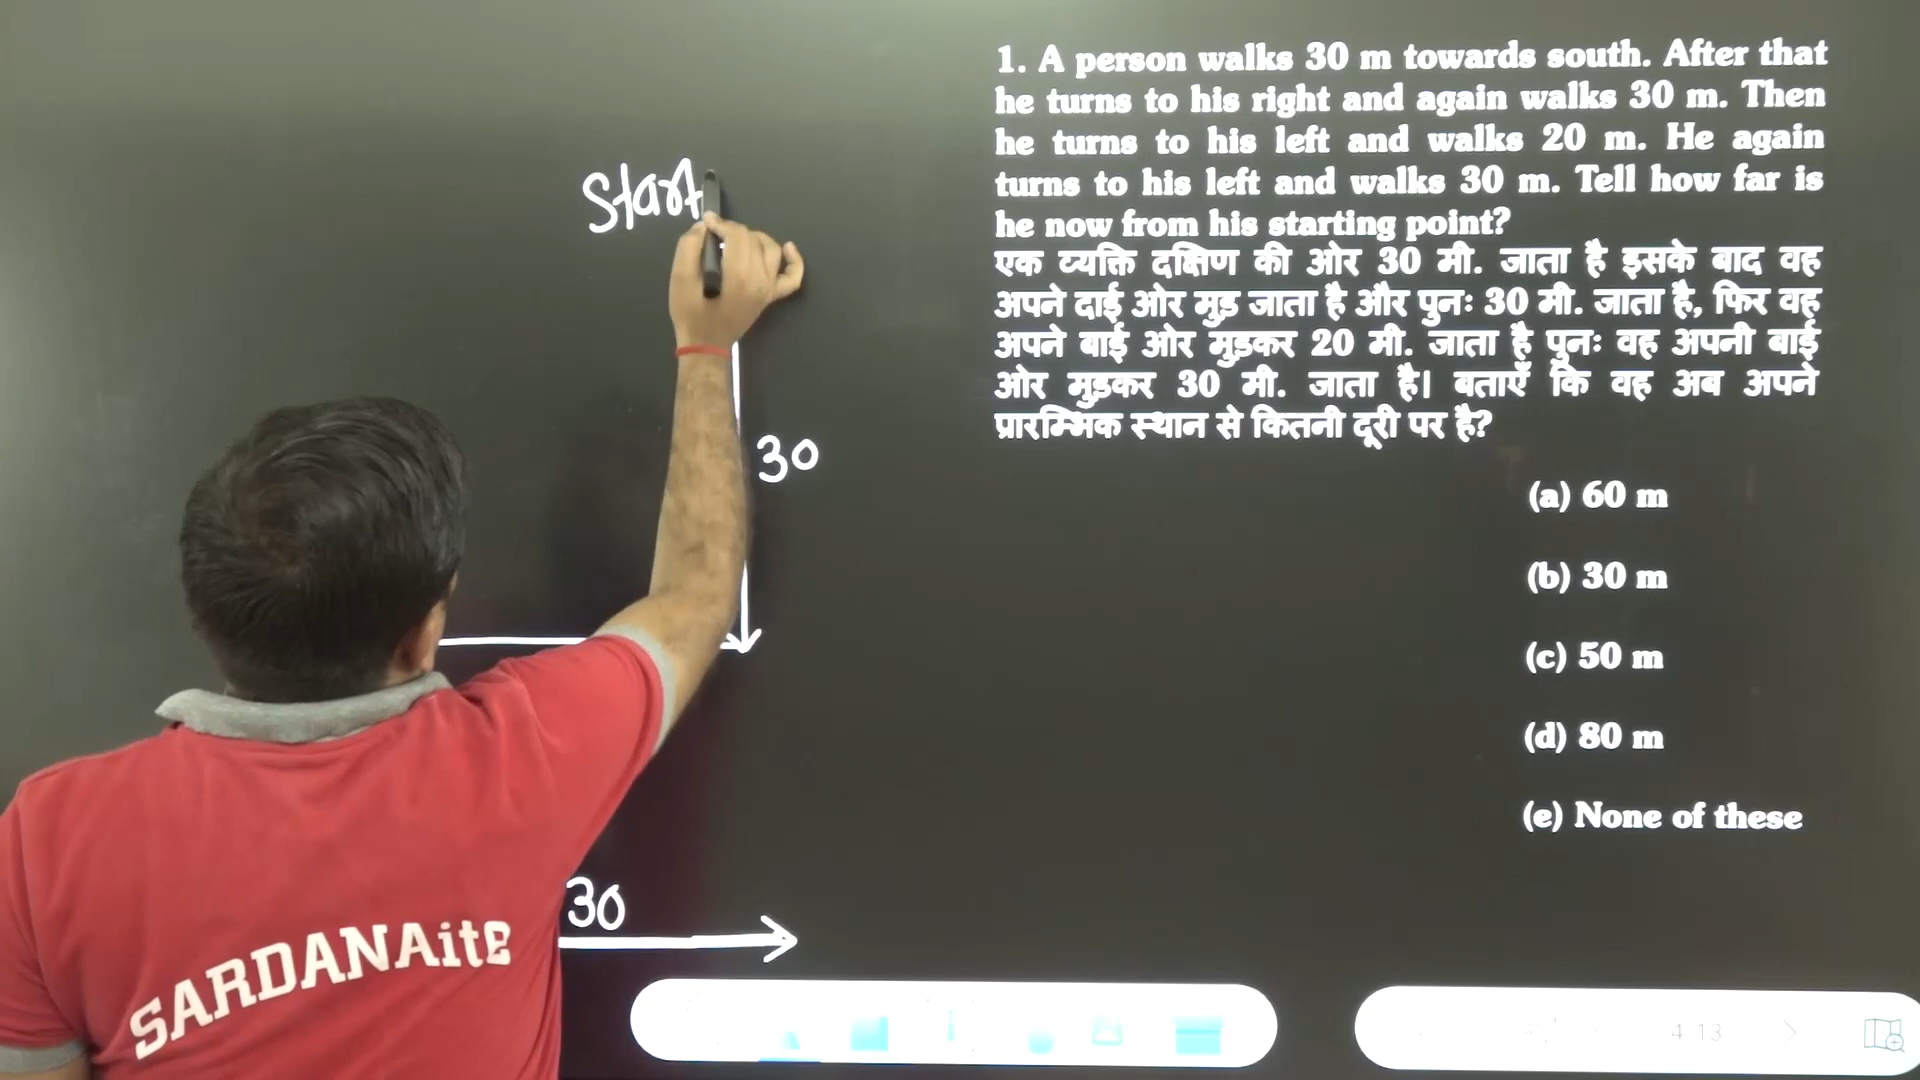 1. A person walks 30 m towards south. After that
he turns to his right and again walks 30 m. Then
he turns to his left and walks 20 m. He again
turns to his left and walks 30 m. Tell how far is
he now from his starting point?
एक व्यक्ति दक्षिण की ओर 30 मी. जाता है इसके बाद वह
अपने दाई ओर मुड़ जाता है और पुनः 30 मी. जाता है, फिर वह
अपने बाई ओर मुड़कर 20 मी. जाता है पुनः वह अपनी बाई
ओर मुड़कर 30 मी. जाता है। बताएँ कि वह अब अपने
प्रारम्भिक स्थान से कितनी दूरी पर है?
(a) 60 m
(b) 30 m
(c) 50 m
(d) 80 m
(e) None of these
Start
30
30
SARDANAite
4 13